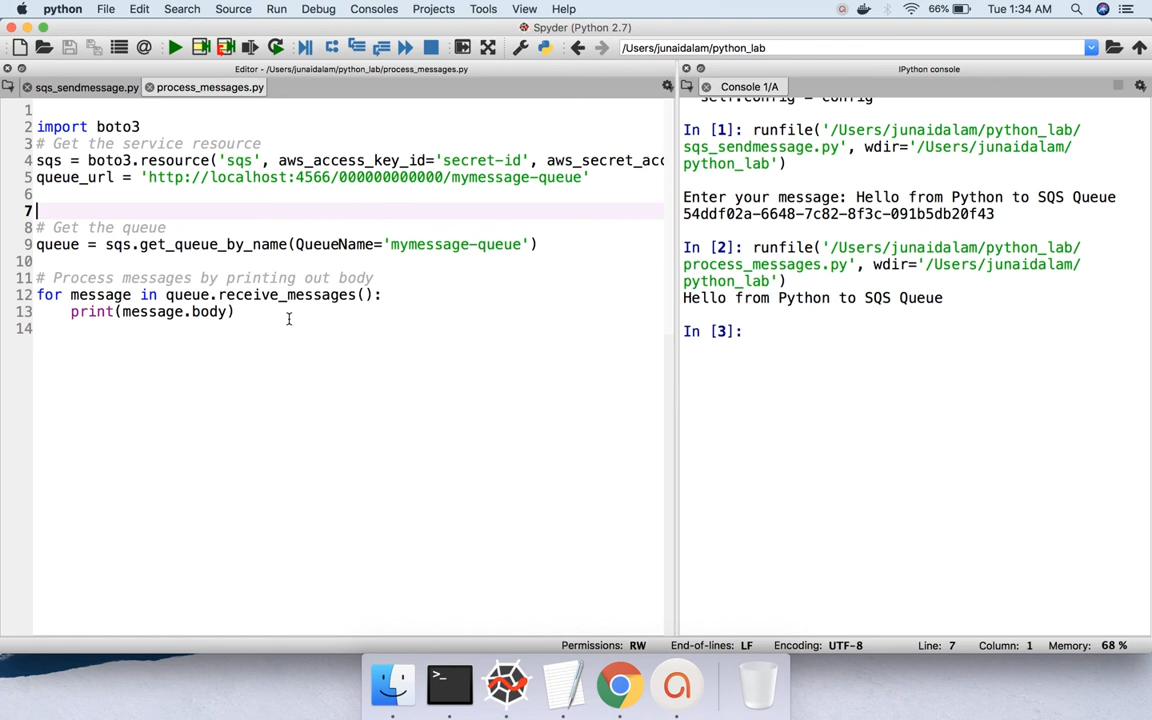 python File Edit Search Source Run Debug Consoles Projects Tools View Help 66% Tue 1:34 AM
Spyder (Python 2.7)
/Users/junaidalam/python_lab
Editor - /Users/junaidalam/python_lab/process_messages.py
sqs_sendmessage.py process_messages.py
1
2 import boto3
3 # Get the service resource
4 sqs = boto3.resource('sqs', aws_access_key_id='secret-id', aws_secret_acc
5 queue_url = 'http://localhost:4566/000000000000/mymessage-queue'
6
7
8 # Get the queue
9 queue = sqs.get_queue_by_name(QueueName='mymessage-queue')
10
11 # Process messages by printing out body
12 for message in queue.receive_messages():
13 print(message.body)
14
IPython console
Console 1/A
self.config = config
In [1]: runfile('/Users/junaidalam/python_lab/
sqs_sendmessage.py', wdir='/Users/junaidalam/
python_lab')
Enter your message: Hello from Python to SQS Queue
54ddf02a-6648-7c82-8f3c-091b5db20f43
In [2]: runfile('/Users/junaidalam/python_lab/
process_messages.py', wdir='/Users/junaidalam/
python_lab')
Hello from Python to SQS Queue
In [3]:
Permissions: RW End-of-lines: LF Encoding: UTF-8 Line: 7 Column: 1 Memory: 68 %
>_